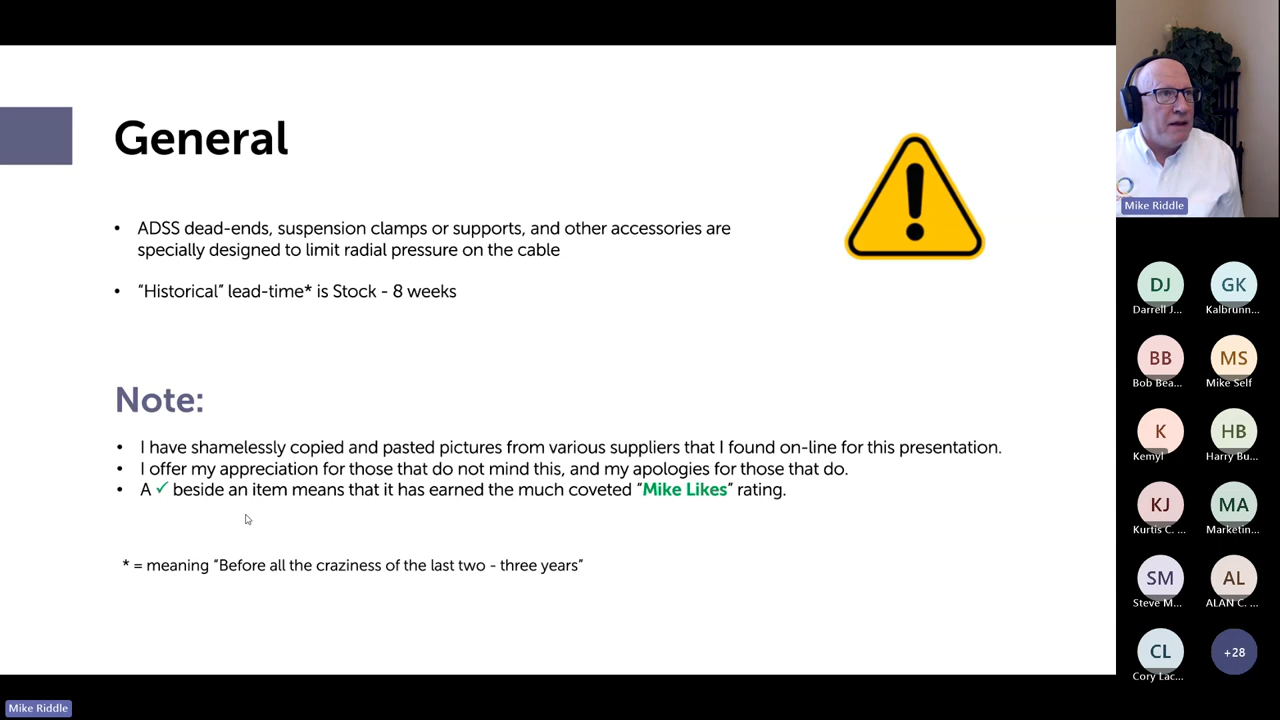 General
• ADSS dead-ends, suspension clamps or supports, and other accessories are
specially designed to limit radial pressure on the cable
• "Historical" lead-time* is Stock - 8 weeks
Note:
• I have shamelessly copied and pasted pictures from various suppliers that I found on-line for this presentation.
• I offer my appreciation for those that do not mind this, and my apologies for those that do.
• A ✓ beside an item means that it has earned the much coveted "Mike Likes" rating.
* = meaning "Before all the craziness of the last two - three years"
Mike Riddle
Mike Riddle
DJ
Darrell J...
GK
Kalbrunn...
BB
Bob Bea...
MS
Mike Self
K
Kemyl
HB
Harry Bu...
KJ
Kurtis C. ...
MA
Marketin...
SM
Steve M...
AL
ALAN C. ...
CL
Cory Lac...
+28